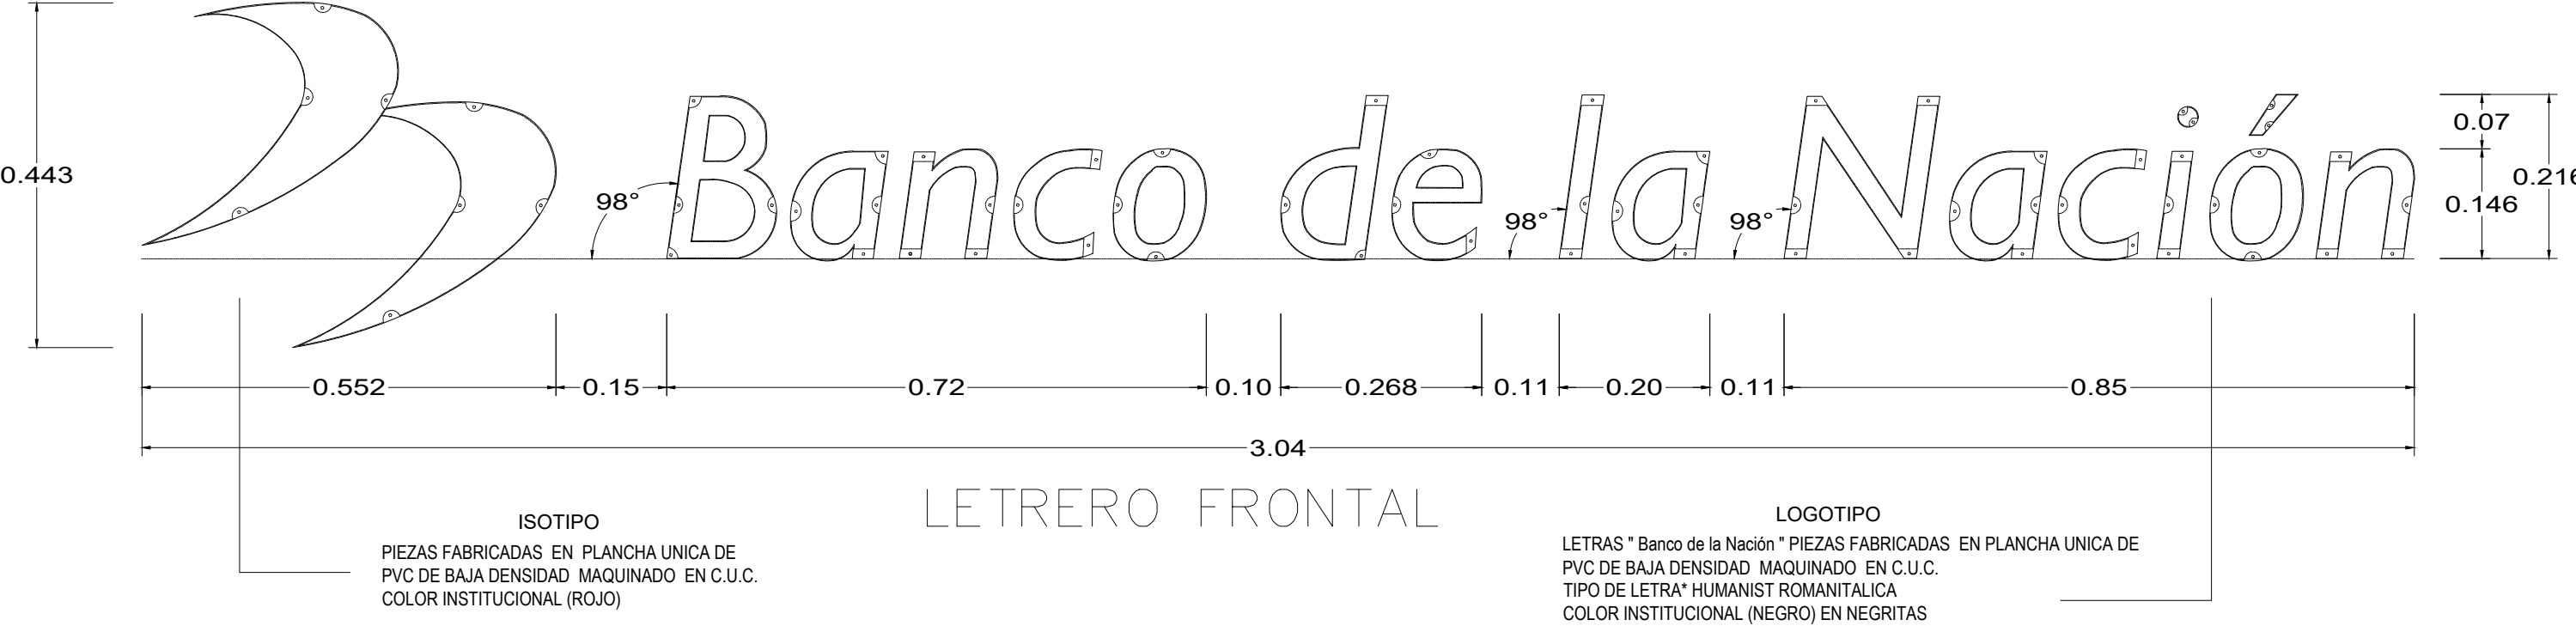 Banco de la Nación
0.443
98°
98°
98°
0.07
0.146
0.216
0.552
0.15
0.72
0.10
0.268
0.11
0.20
0.11
0.85
3.04
LETRERO FRONTAL
ISOTIPO
PIEZAS FABRICADAS EN PLANCHA UNICA DE
PVC DE BAJA DENSIDAD MAQUINADO EN C.U.C.
COLOR INSTITUCIONAL (ROJO)
LOGOTIPO
LETRAS " Banco de la Nación " PIEZAS FABRICADAS EN PLANCHA UNICA DE
PVC DE BAJA DENSIDAD MAQUINADO EN C.U.C.
TIPO DE LETRA* HUMANIST ROMANITALICA
COLOR INSTITUCIONAL (NEGRO) EN NEGRITAS